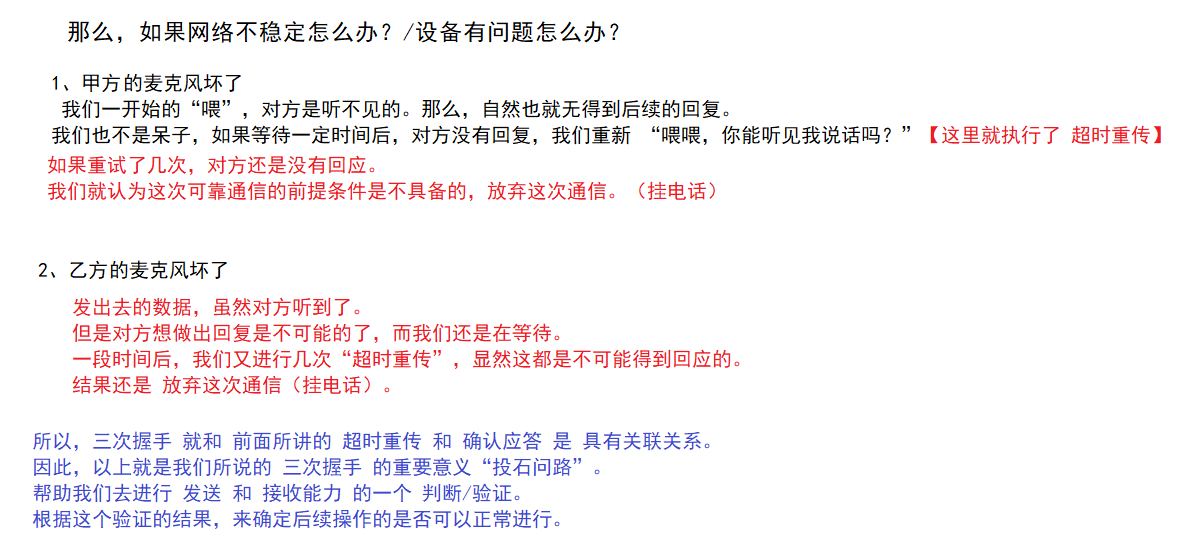 那么，如果网络不稳定怎么办？/设备有问题怎么办？
1、甲方的麦克风坏了
我们一开始的“喂”，对方是听不见的。那么，自然也就无得到后续的回复。
我们也不是呆子，如果等待一定时间后，对方没有回复，我们重新 “喂喂，你能听见我说话吗？”【这里就执行了 超时重传】
如果重试了几次，对方还是没有回应。
我们就认为这次可靠通信的前提条件是不具备的，放弃这次通信。（挂电话）
2、乙方的麦克风坏了
发出去的数据，虽然对方听到了。
但是对方想做出回复是不可能的了，而我们还是在等待。
一段时间后，我们又进行几次“超时重传”，显然这都是不可能得到回应的。
结果还是 放弃这次通信（挂电话）。
所以，三次握手 就和 前面所讲的 超时重传 和 确认应答 是 具有关联关系。
因此，以上就是我们所说的 三次握手 的重要意义“投石问路”。
帮助我们去进行 发送 和 接收能力 的一个 判断/验证。
根据这个验证的结果，来确定后续操作的是否可以正常进行。